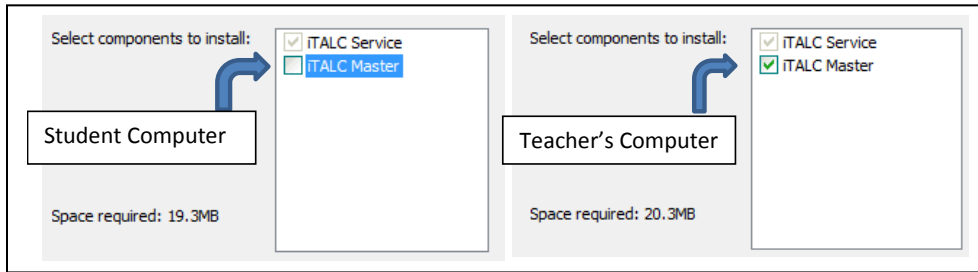 Select components to install:
iTALC Service
iTALC Master
Student Computer
Space required: 19.3MB
Select components to install:
iTALC Service
iTALC Master
Teacher’s Computer
Space required: 20.3MB